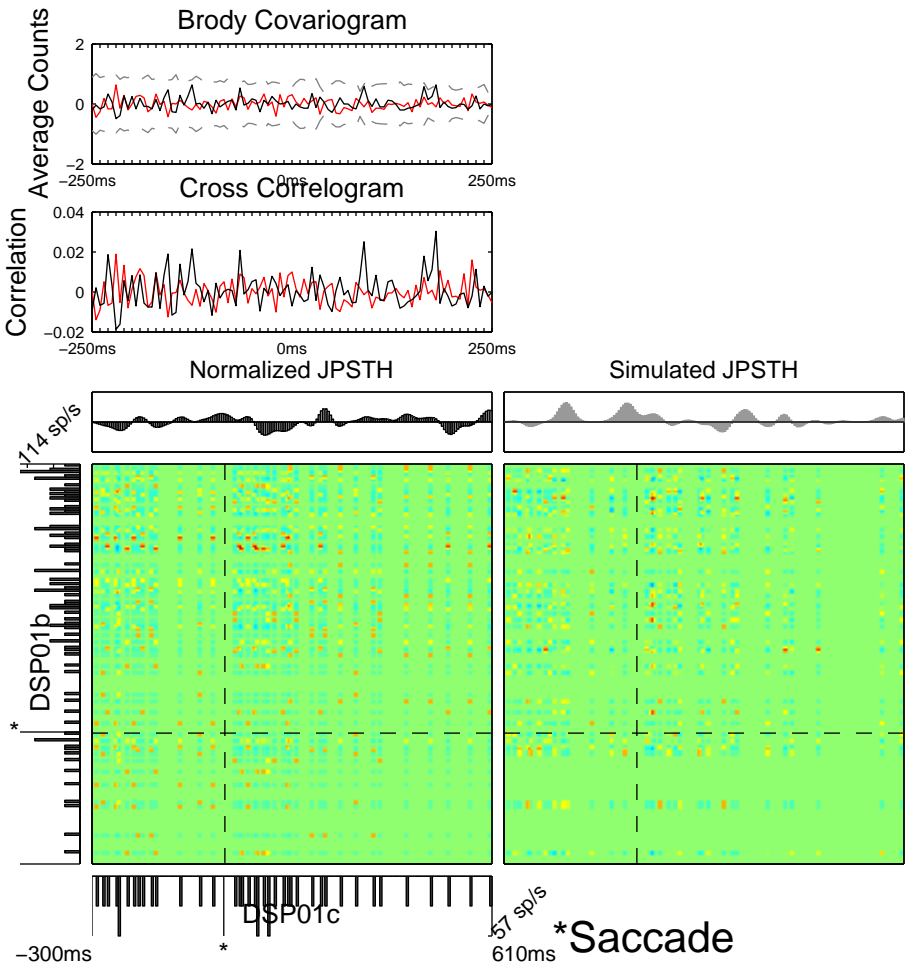 Brody Covariogram
Average Counts
2
0
−2
−250ms
0ms
250ms
Cross Correlogram
Correlation
0.04
0.02
0
−0.02
−250ms
0ms
250ms
Normalized JPSTH
Simulated JPSTH
114 sp/s
DSP01b
*
DSP01c
57 sp/s
*
−300ms
610ms
*Saccade